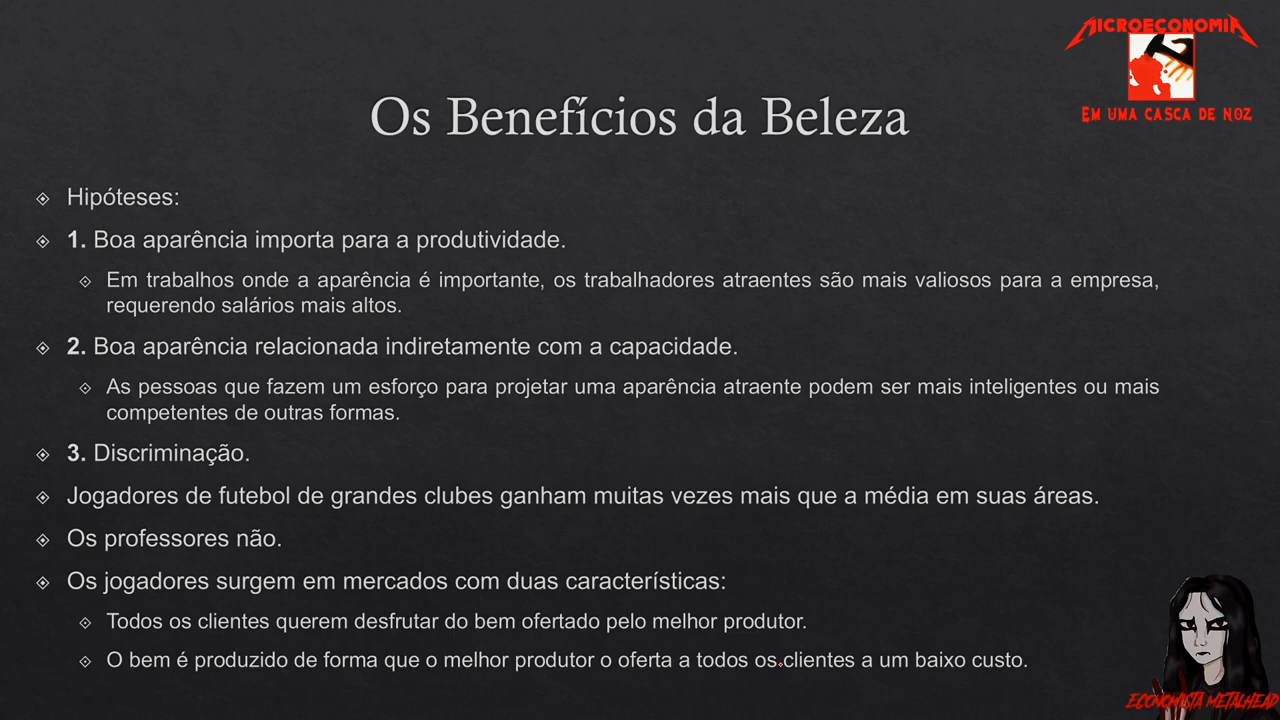 MICROECONOMIA
EM UMA CASCA DE NOZ
Os Benefícios da Beleza
Hipóteses:
1. Boa aparência importa para a produtividade.
Em trabalhos onde a aparência é importante, os trabalhadores atraentes são mais valiosos para a empresa,
requerendo salários mais altos.
2. Boa aparência relacionada indiretamente com a capacidade.
As pessoas que fazem um esforço para projetar uma aparência atraente podem ser mais inteligentes ou mais
competentes de outras formas.
3. Discriminação.
Jogadores de futebol de grandes clubes ganham muitas vezes mais que a média em suas áreas.
Os professores não.
Os jogadores surgem em mercados com duas características:
Todos os clientes querem desfrutar do bem ofertado pelo melhor produtor.
O bem é produzido de forma que o melhor produtor o oferta a todos os clientes a um baixo custo.
ECONOMISTA METALHEAD